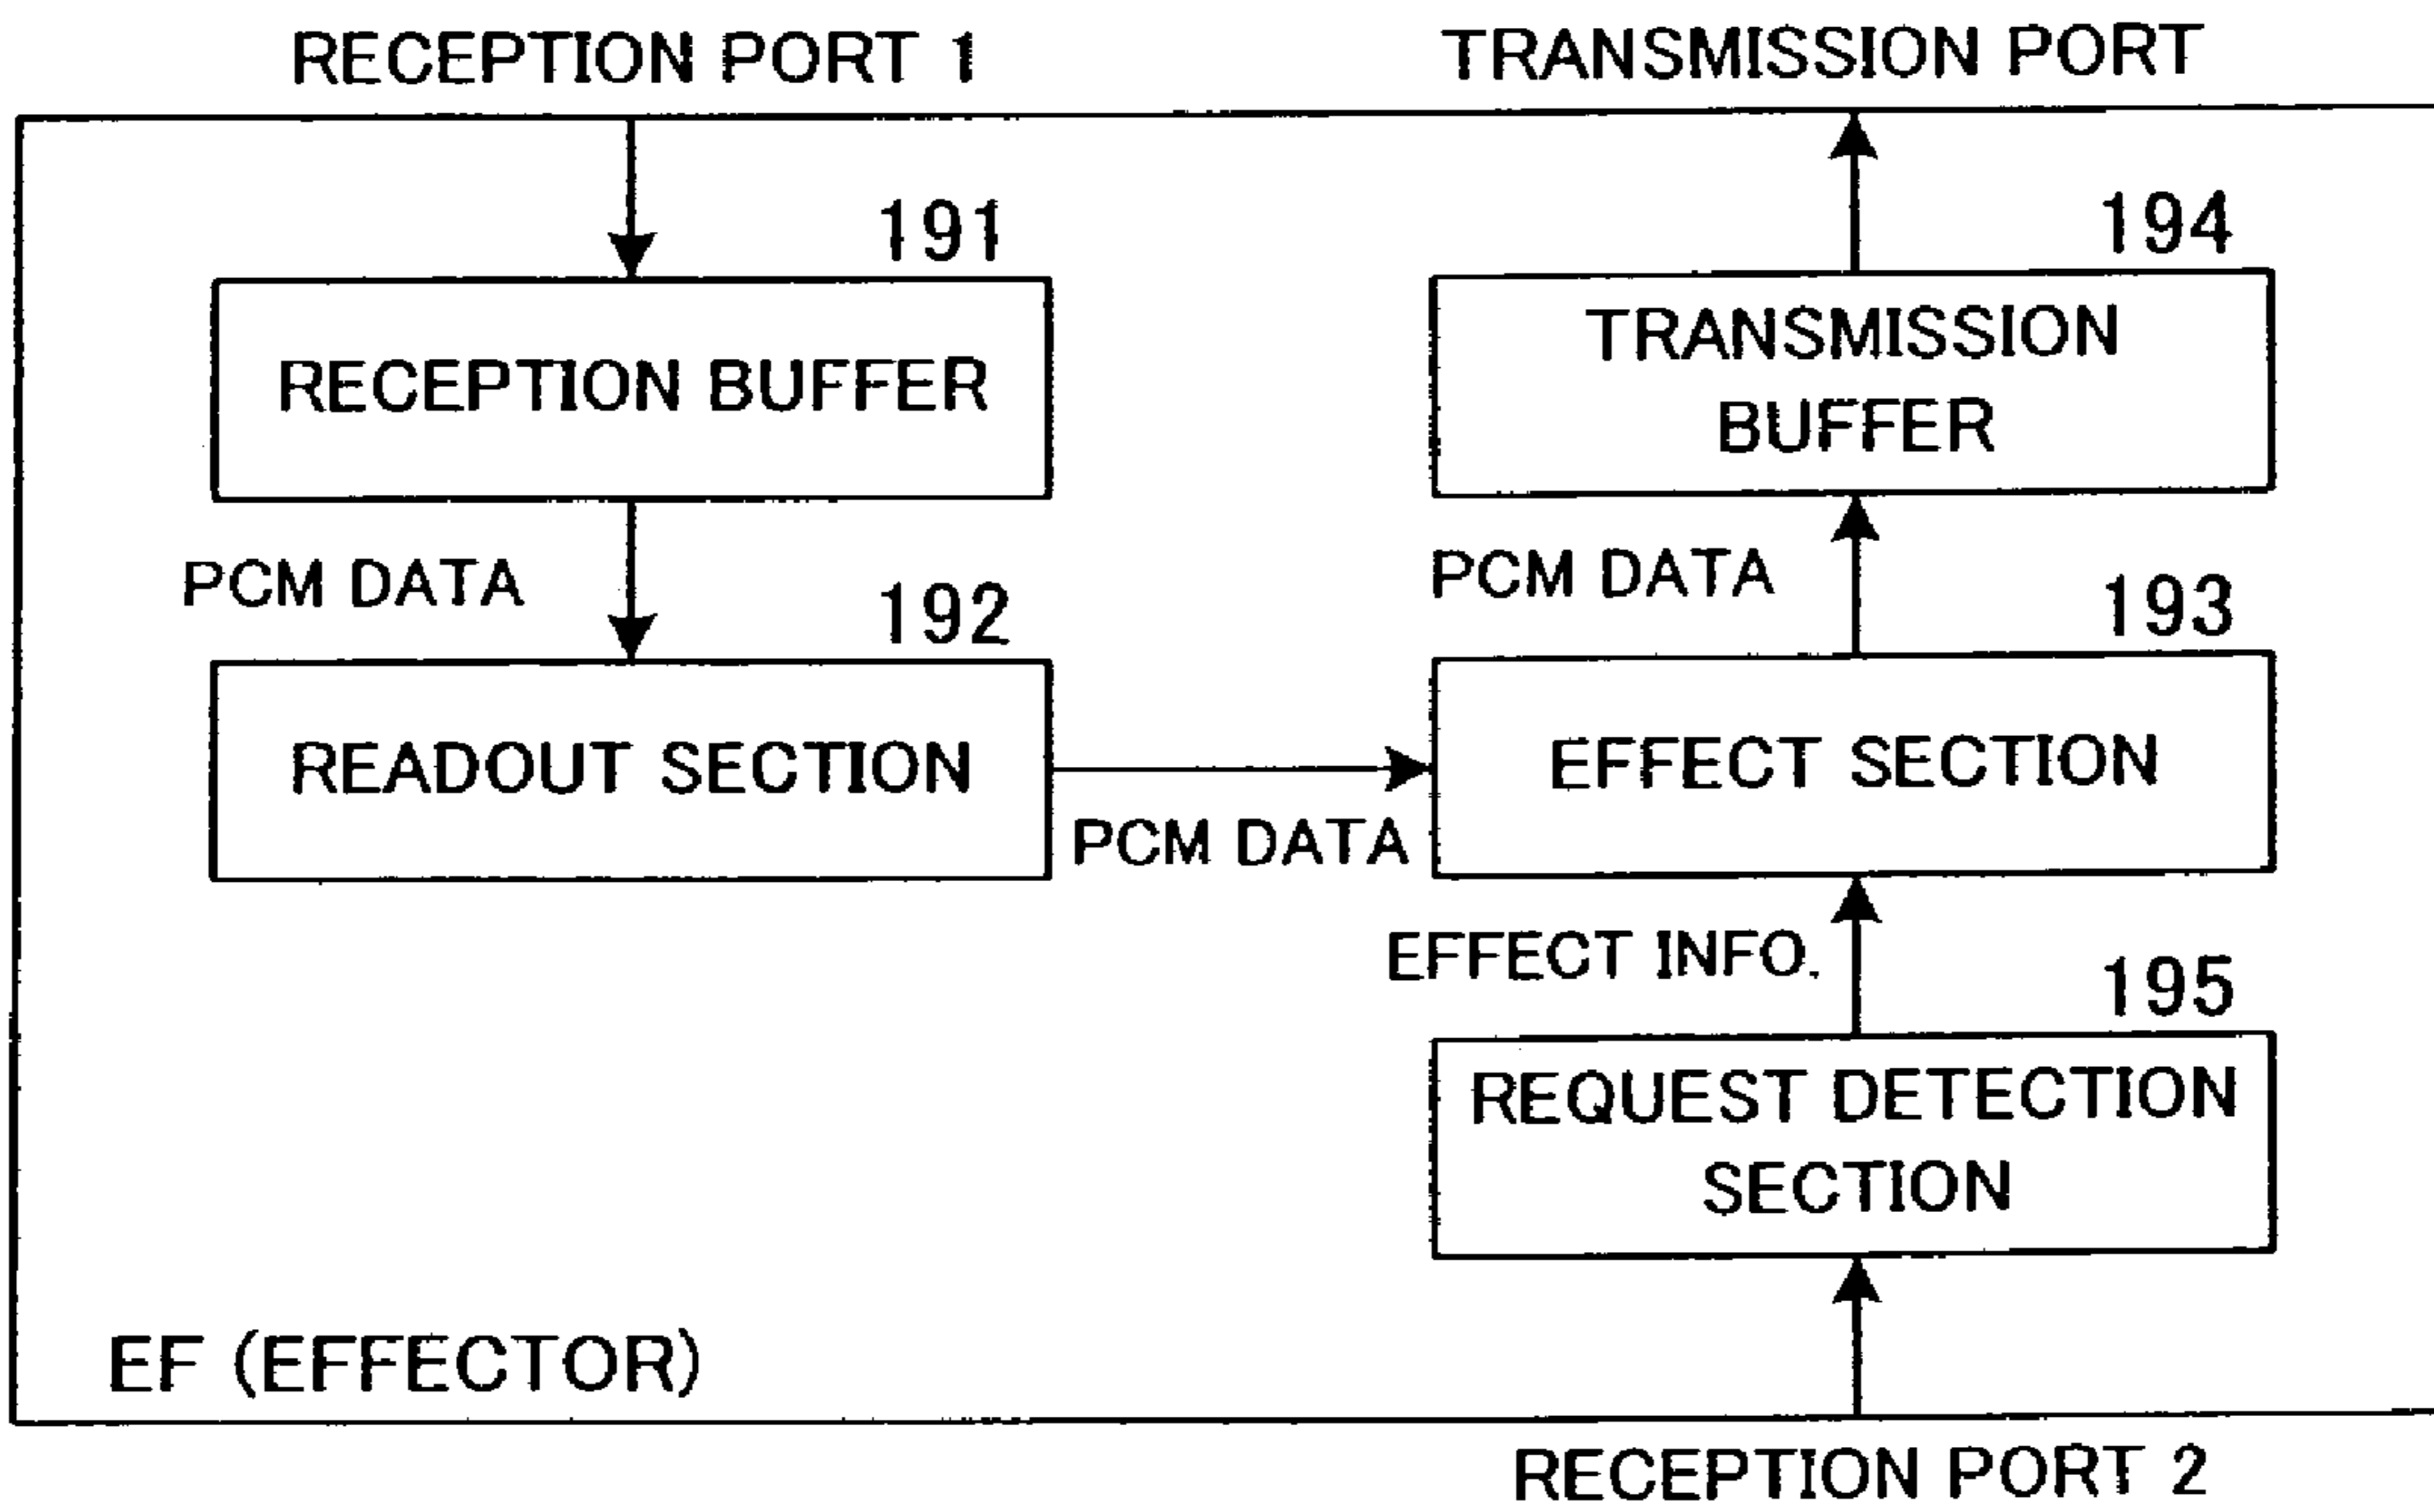 RECEPTION PORT 1
TRANSMISSION PORT
191
RECEPTION BUFFER
194
TRANSMISSION
BUFFER
PCM DATA
PCM DATA
192
READOUT SECTION
193
EFFECT SECTION
PCM DATA
EFFECT INFO.
195
REQUEST DETECTION
SECTION
EF (EFFECTOR)
RECEPTION PORT 2